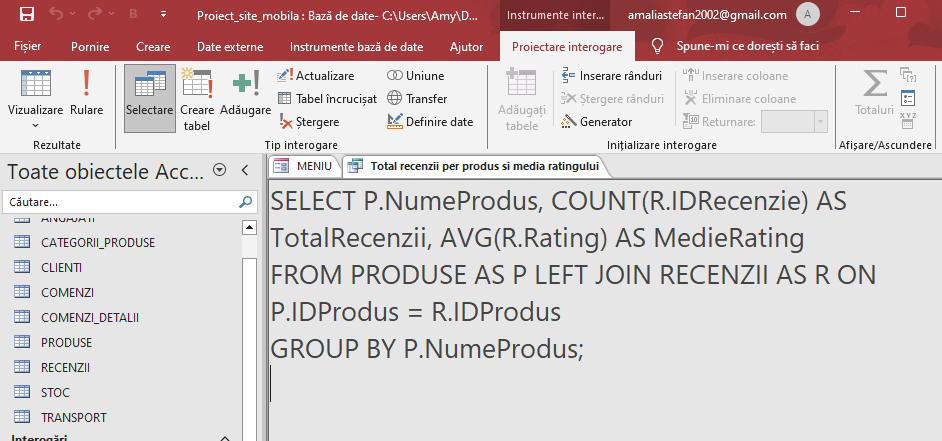 Proiect_site_mobila : Bază de date- C:\Users\Amy\D...
Instrumente inter...
amaliastefan2002@gmail.com
A
Fișier
Pornire
Creare
Date externe
Instrumente bază de date
Ajutor
Proiectare interogare
Spune-mi ce dorești să faci
Vizualizare
Rulare
Selectare
Creare tabel
Adăugare
Actualizare
Tabel încrucișat
Ștergere
Uniune
Transfer
Definire date
Adăugați tabele
Inserare rânduri
Ștergere rânduri
Generator
Inserare coloane
Eliminare coloane
Returnare:
Totaluri
XYZ
Rezultate
Tip interogare
Inițializare interogare
Afișare/Ascundere
Toate obiectele Acc...
Căutare...
ANGAJATI
CATEGORII_PRODUSE
CLIENTI
COMENZI
COMENZI_DETALII
PRODUSE
RECENZII
STOC
TRANSPORT
Interogări
MENIU
Total recenzii per produs si media ratingului
SELECT P.NumeProdus, COUNT(R.IDRecenzie) AS
TotalRecenzii, AVG(R.Rating) AS MedieRating
FROM PRODUSE AS P LEFT JOIN RECENZII AS R ON
P.IDProdus = R.IDProdus
GROUP BY P.NumeProdus;